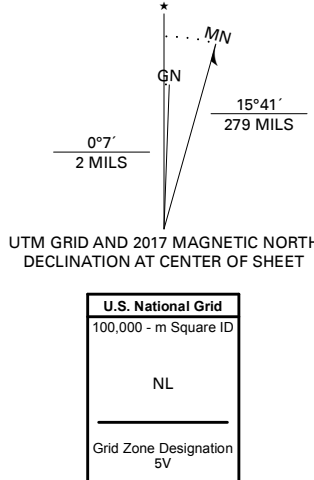 ★
MN
GN
15°41´
279 MILS
0°7´
2 MILS
UTM GRID AND 2017 MAGNETIC NORTH
DECLINATION AT CENTER OF SHEET
U.S. National Grid
100,000 - m Square ID
NL
Grid Zone Designation
5V